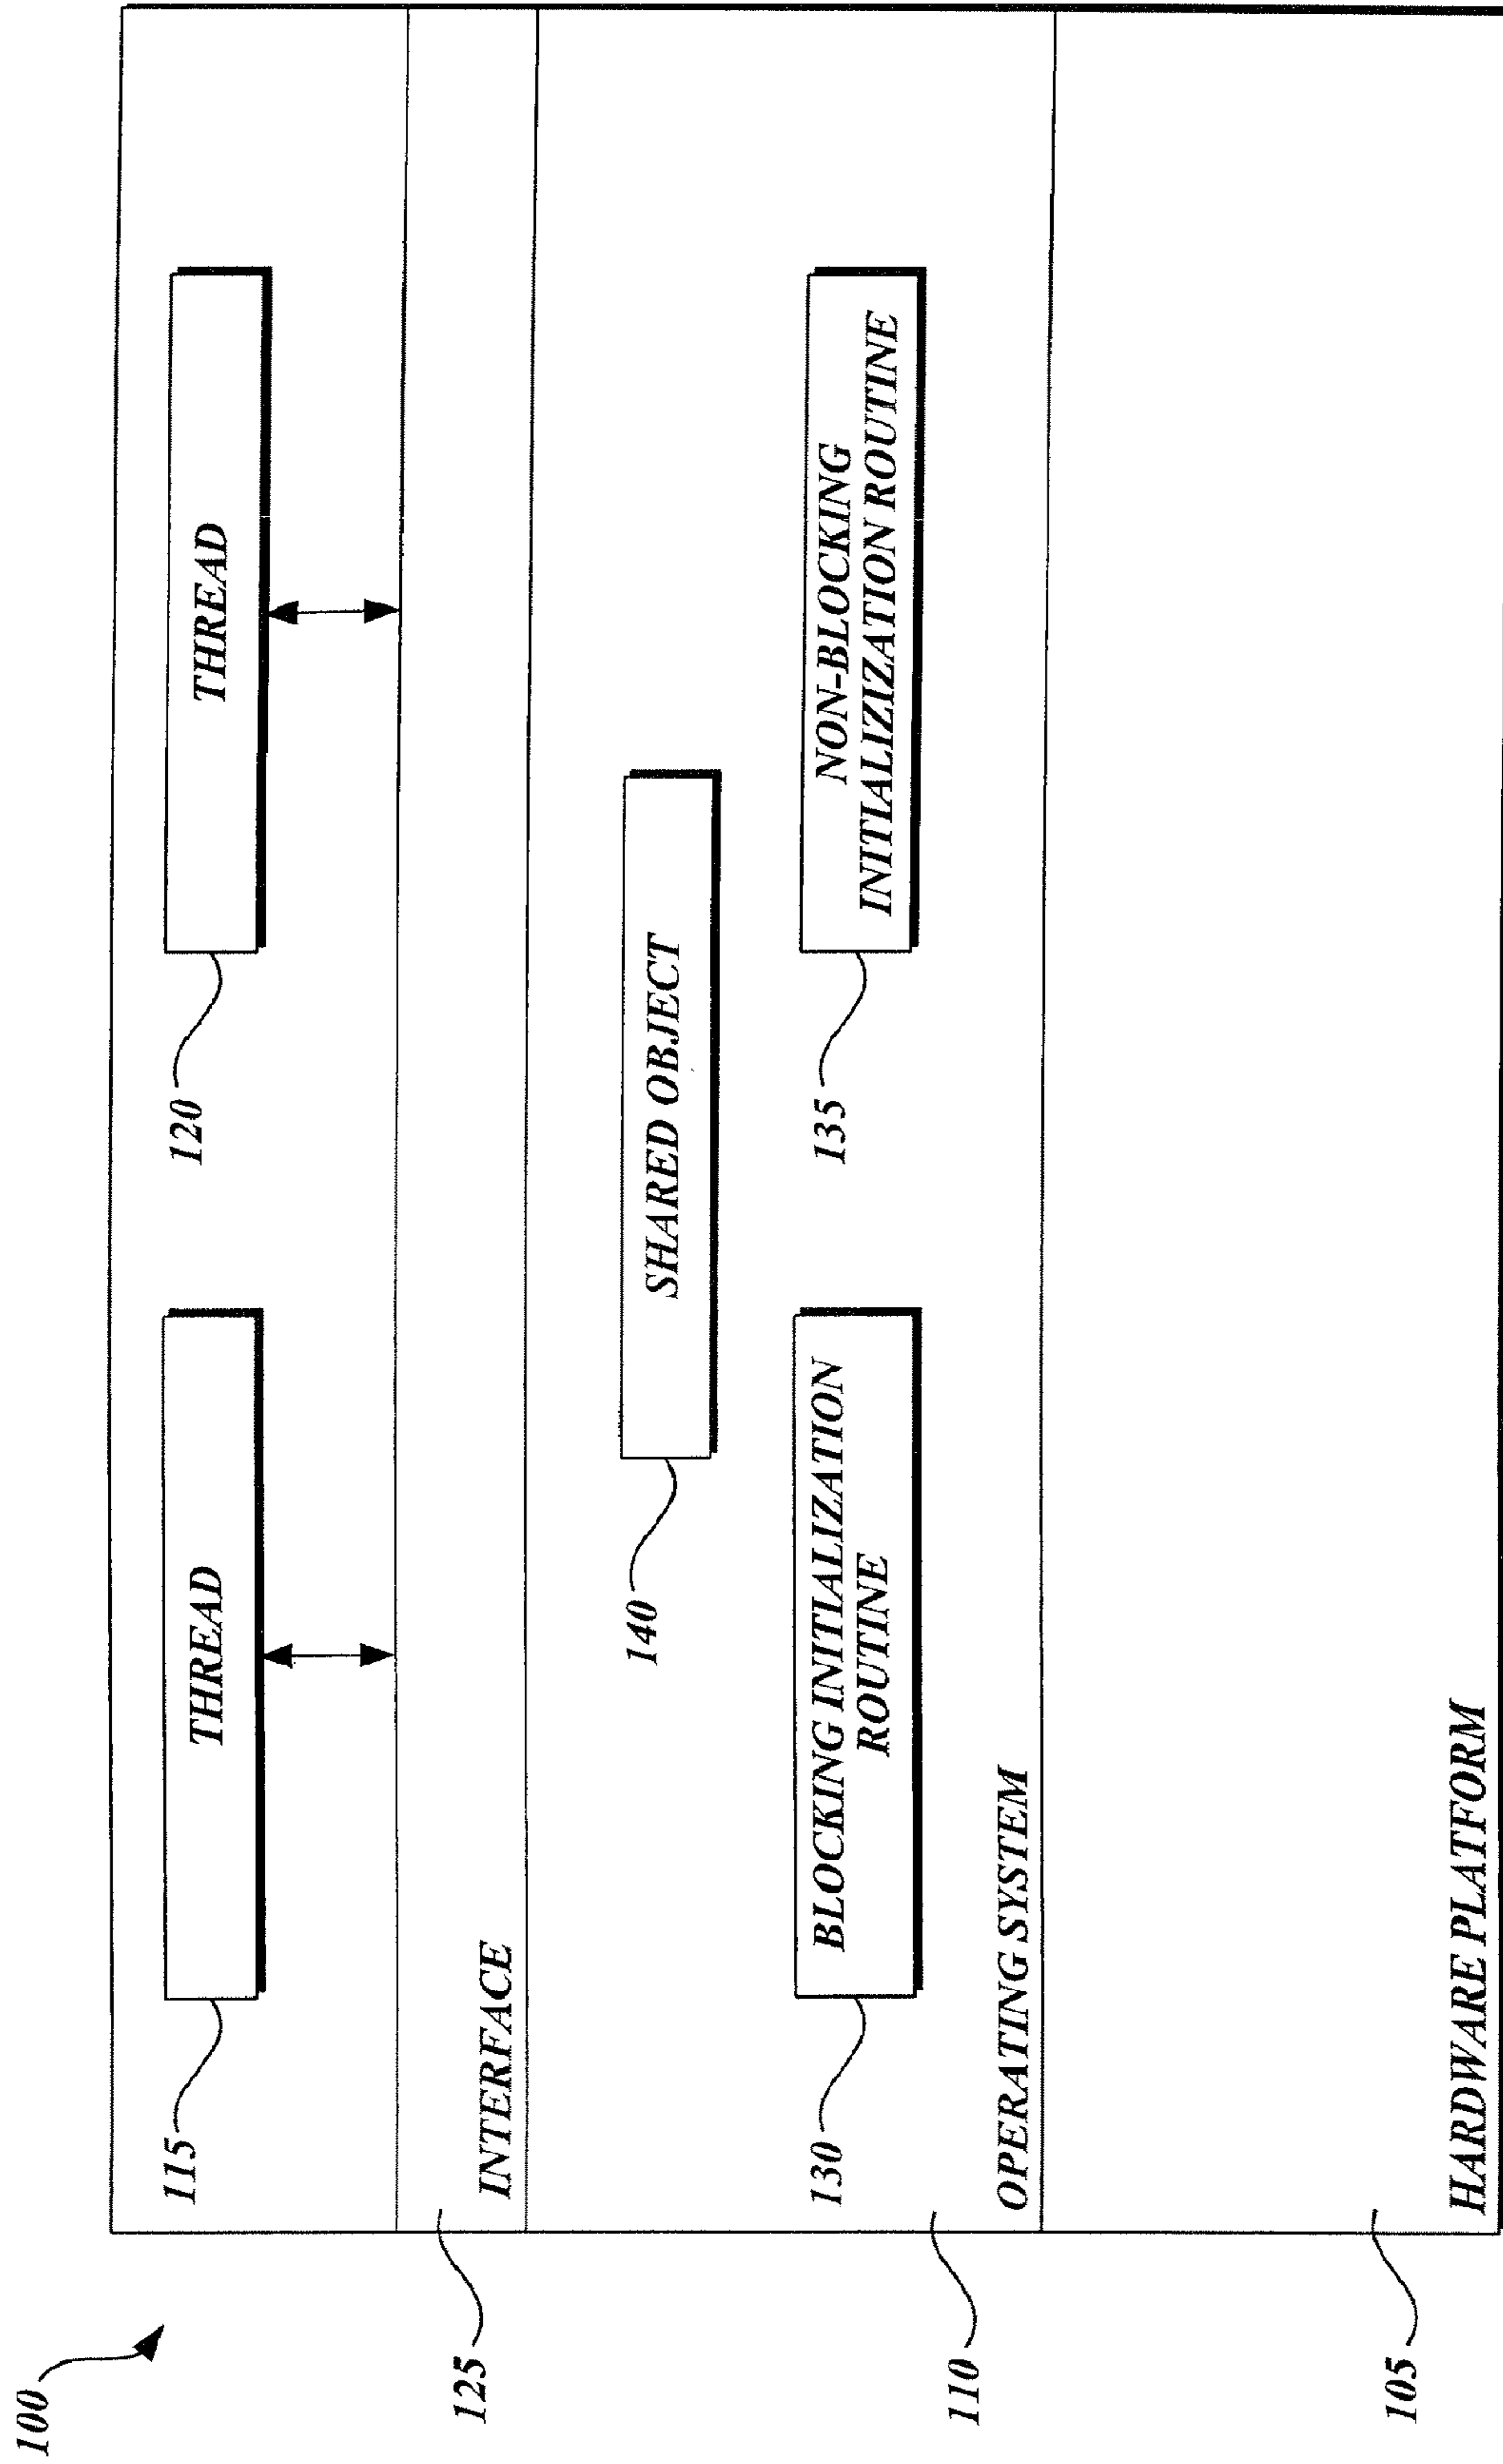 100
115
THREAD
120
THREAD
125
INTERFACE
140
SHARED OBJECT
130
BLOCKING INITIALIZATION
ROUTINE
135
NON-BLOCKING
INITIALIZIZATION ROUTINE
110
OPERATING SYSTEM
105
HARDWARE PLATFORM